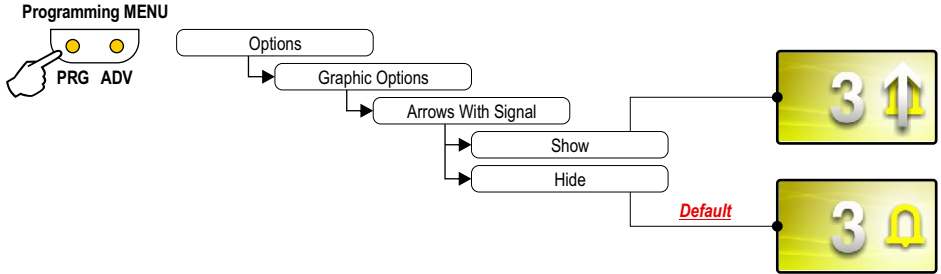 Programming MENU
PRG ADV
Options
Graphic Options
Arrows With Signal
Show
Hide
Default
3
3